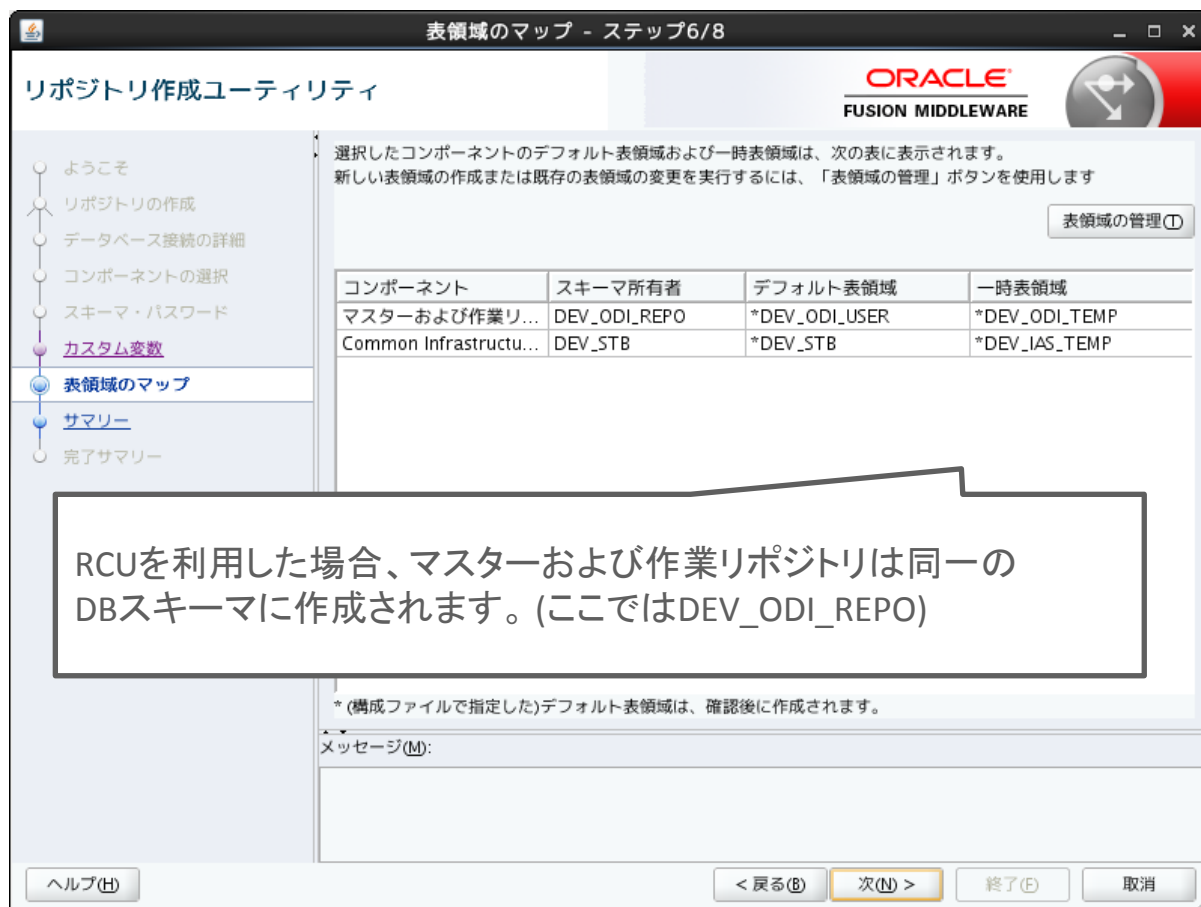 表領域のマップ - ステップ6/8
リポジトリ作成ユーティリティ
ORACLE
FUSION MIDDLEWARE
ようこそ
リポジトリの作成
データベース接続の詳細
コンポーネントの選択
スキーマ・パスワード
カスタム変数
表領域のマップ
サマリー
完了サマリー
選択したコンポーネントのデフォルト表領域および一時表領域は、次の表に表示されます。
新しい表領域の作成または既存の表領域の変更を実行するには、「表領域の管理」ボタンを使用します
表領域の管理(T)
コンポーネント スキーマ所有者 デフォルト表領域 一時表領域
マスターおよび作業リ... DEV_ODI_REPO *DEV_ODI_USER *DEV_ODI_TEMP
Common Infrastructu... DEV_STB *DEV_STB *DEV_IAS_TEMP
RCUを利用した場合、マスターおよび作業リポジトリは同一の
DBスキーマに作成されます。(ここではDEV_ODI_REPO)
* (構成ファイルで指定した)デフォルト表領域は、確認後に作成されます。
メッセージ(M):
ヘルプ(H) < 戻る(B) 次(N) > 終了(F) 取消